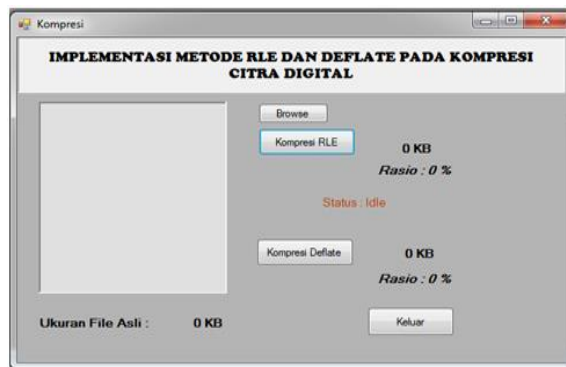 Kompresi
IMPLEMENTASI METODE RLE DAN DEFLATE PADA KOMPRESI
CITRA DIGITAL
Browse
Kompresi RLE
0 KB
Rasio : 0 %
Status : Idle
Kompresi Deflate
0 KB
Rasio : 0 %
Ukuran File Asli :
0 KB
Keluar